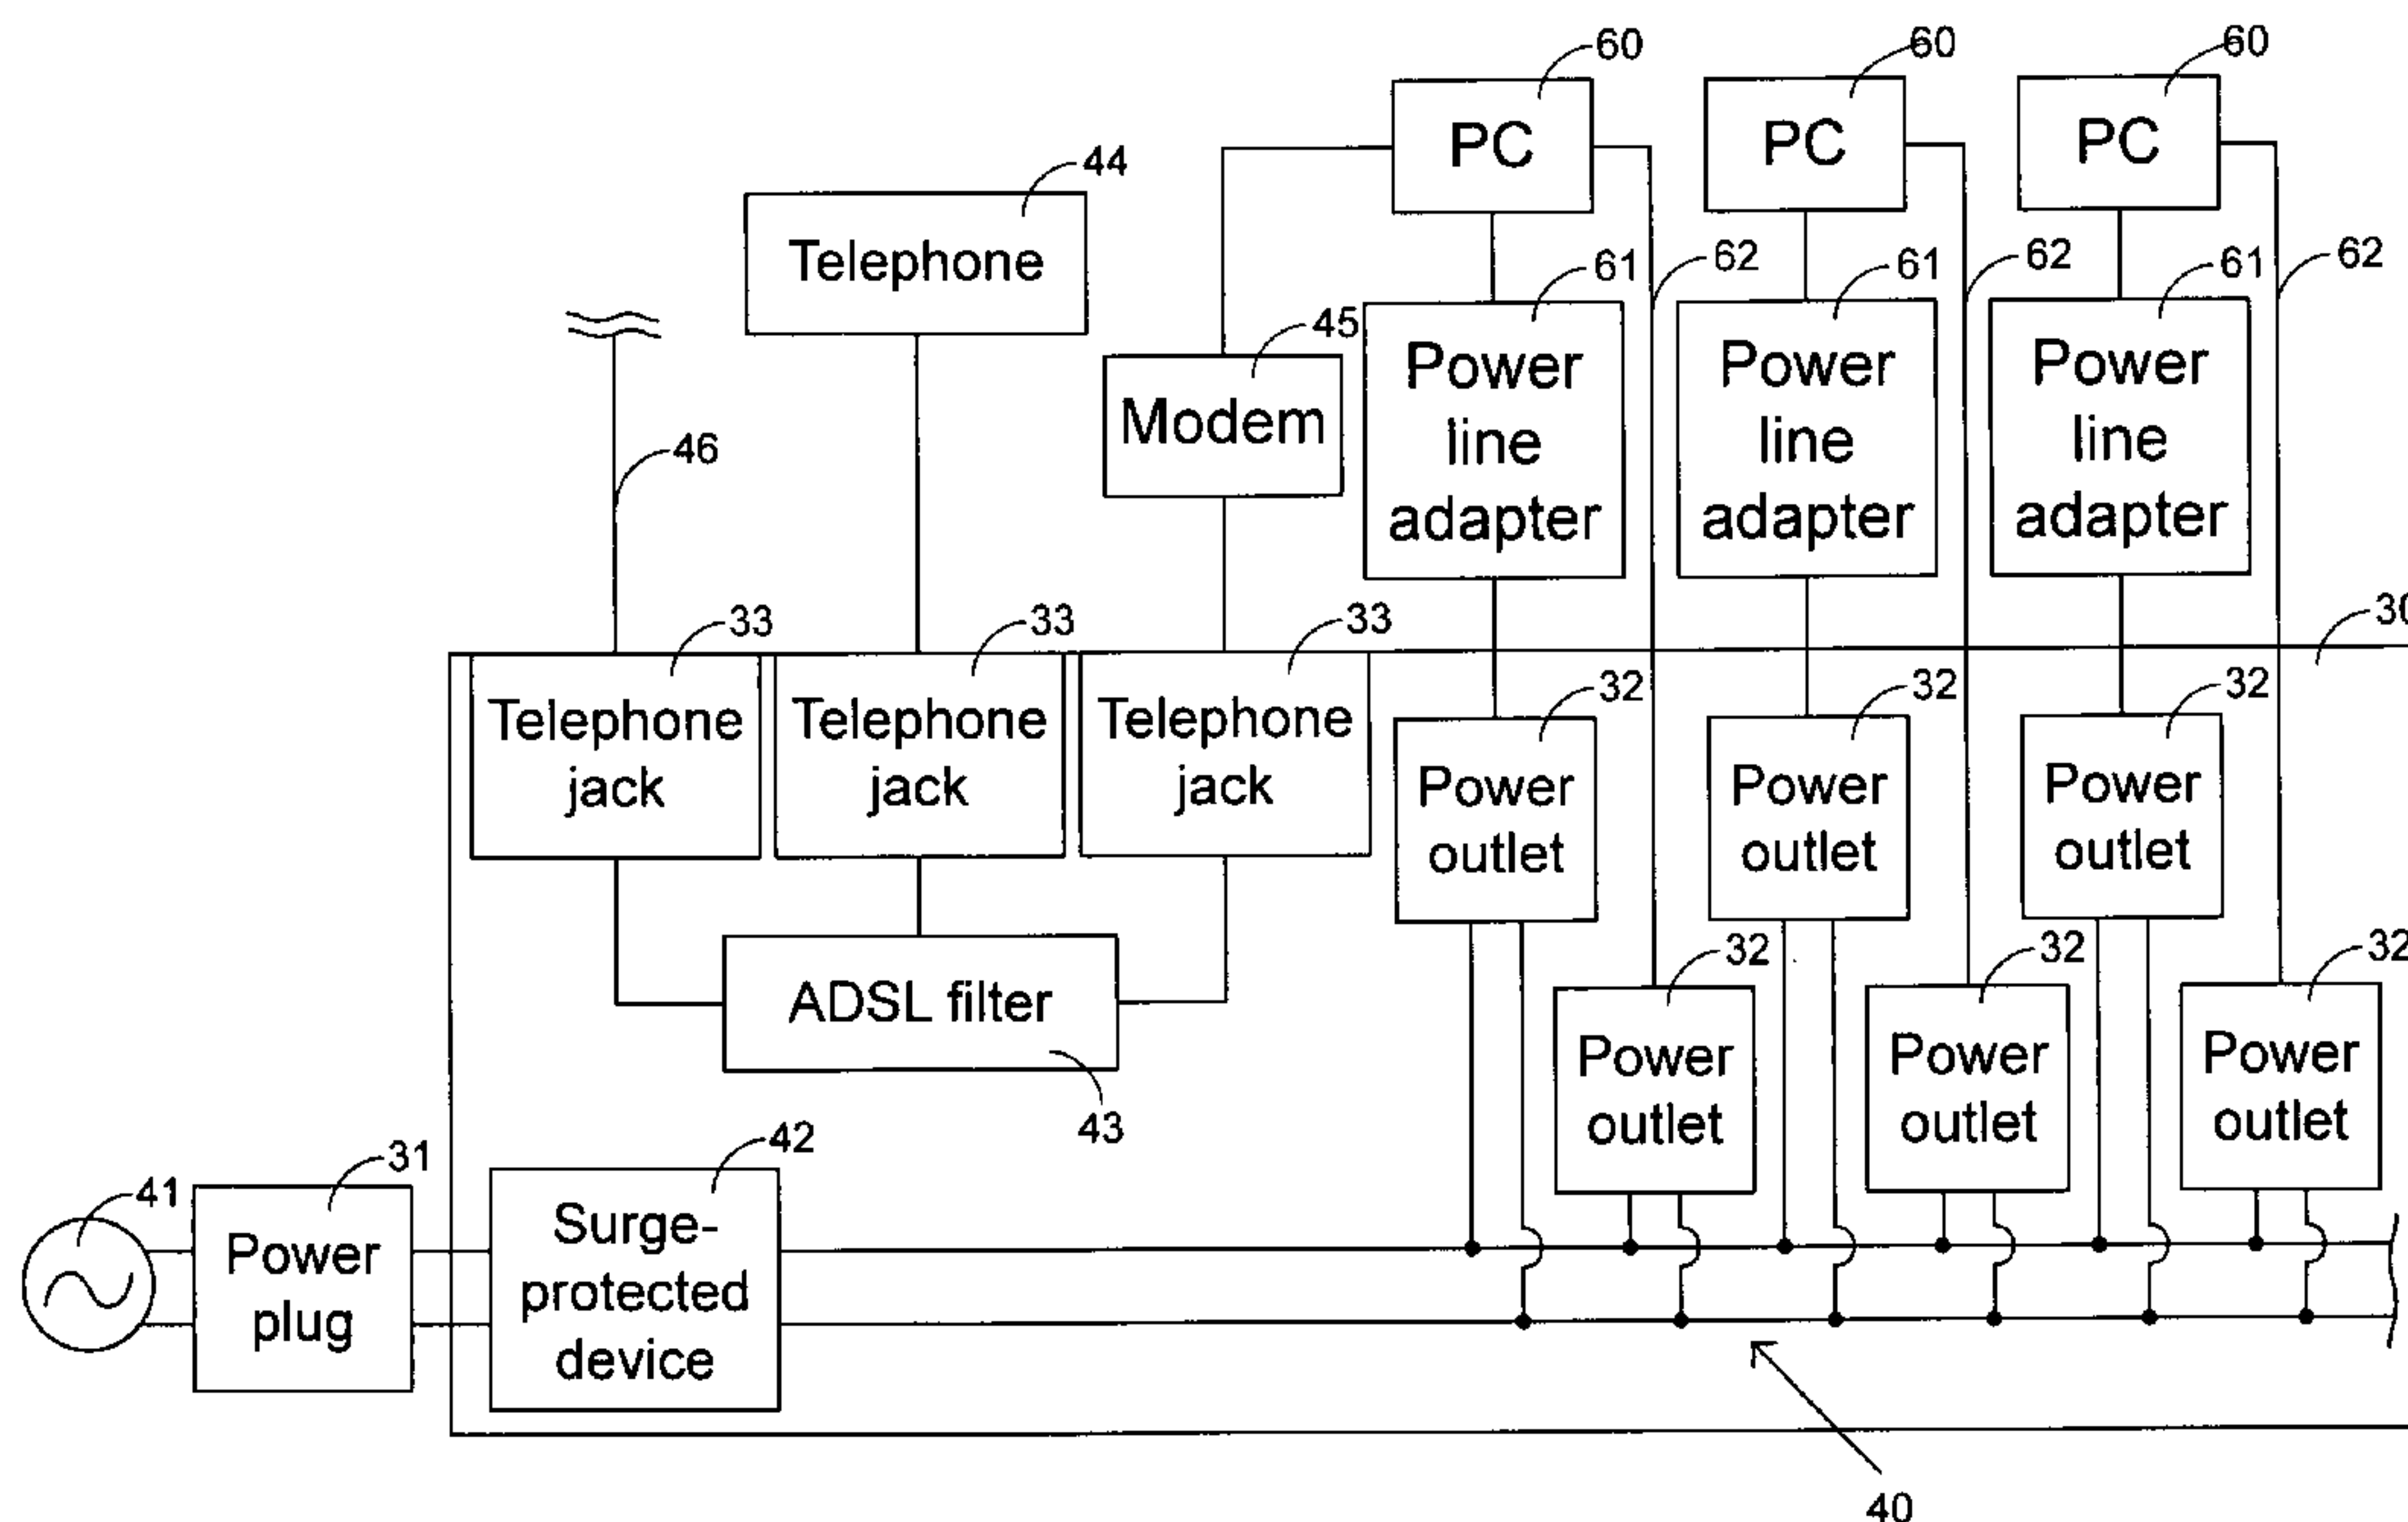 60
60
60
PC
PC
PC
44
Telephone
61
62
61
62
61
62
45
Modem
Power
line
adapter
Power
line
adapter
Power
line
adapter
46
33
33
33
30
Telephone
jack
Telephone
jack
Telephone
jack
32
32
32
Power
outlet
Power
outlet
Power
outlet
32
32
32
ADSL filter
43
Power
outlet
Power
outlet
Power
outlet
41
31
42
Power
plug
Surge-
protected
device
40